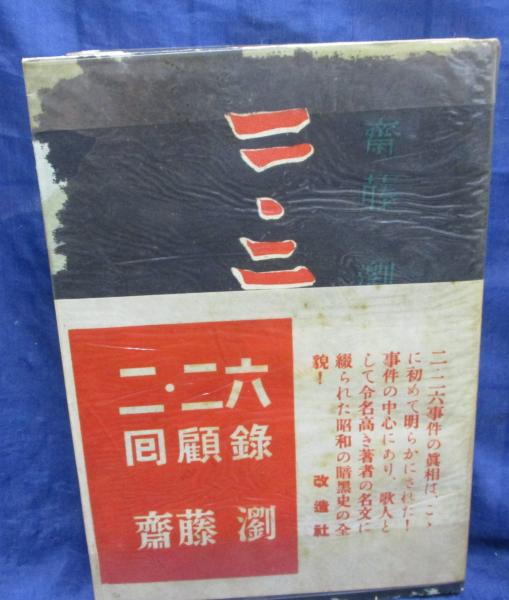 二・二
齋藤瀏
二・二六
回顧錄
齋藤瀏
二二六事件の眞相は、こゝ
に初めて明らかにされた！
事件の中心にあり、歌人と
して令名高き著者の名文に
綴られた昭和の暗黑史の全
貌！
改造社